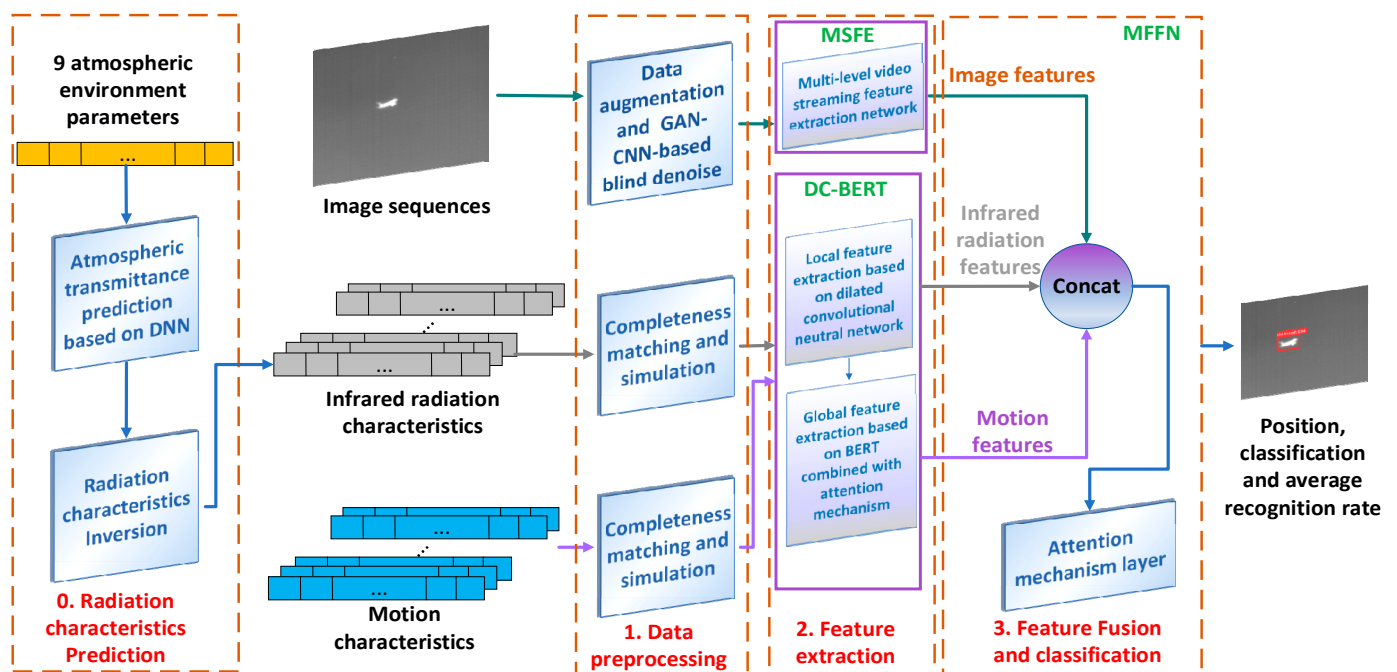 9 atmospheric
environment
parameters
...
Atmospheric
transmittance
prediction
based on DNN
Radiation
characteristics
Inversion
0. Radiation
characteristics
Prediction
Image sequences
...
...
...
Infrared radiation
characteristics
...
...
...
Motion
characteristics
Data
augmentation
and GAN-
CNN-based
blind denoise
Completeness
matching and
simulation
Completeness
matching and
simulation
1. Data
preprocessing
MSFE
Multi-level video
streaming feature
extraction network
DC-BERT
Local feature
extraction based
on dilated
convolutional
neutral network
Global feature
extraction based
on BERT
combined with
attention
mechanism
2. Feature
extraction
MFFN
Image features
Infrared
radiation
features
Concat
Motion
features
Attention
mechanism layer
3. Feature Fusion
and classification
Position,
classification
and average
recognition rate